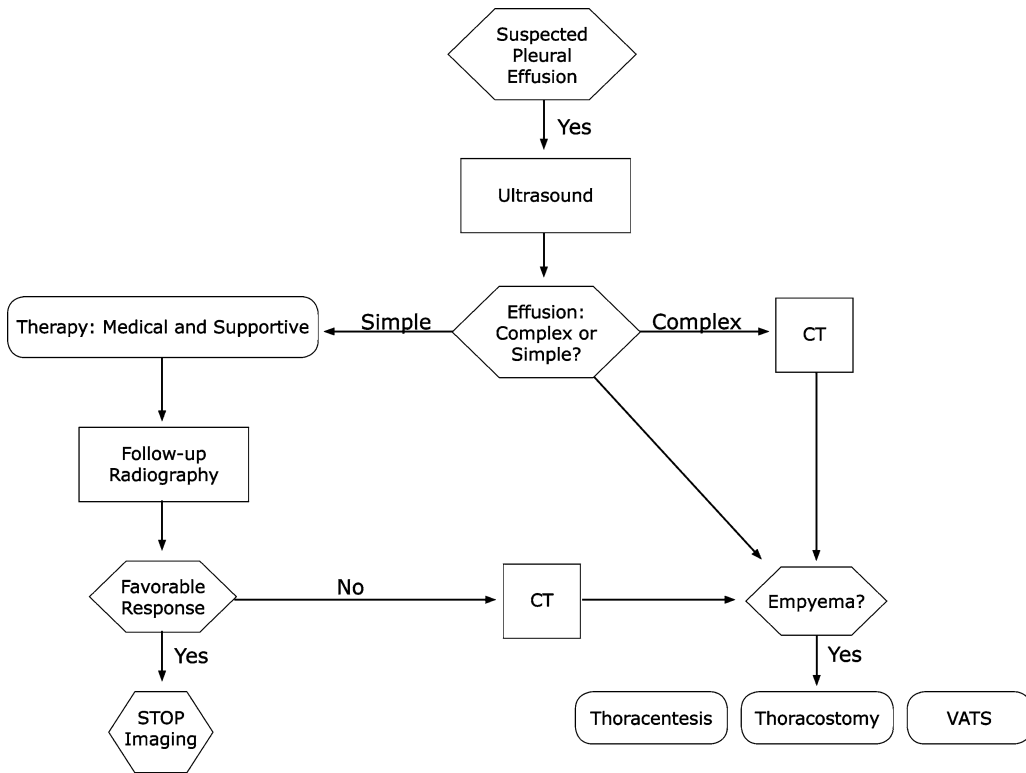 Suspected
Pleural
Effusion
Yes
Ultrasound
Effusion:
Complex or
Simple?
Simple
Complex
Therapy: Medical and Supportive
CT
Follow-up
Radiography
Favorable
Response
No
CT
Empyema?
Yes
Yes
STOP
Imaging
Thoracentesis
Thoracostomy
VATS